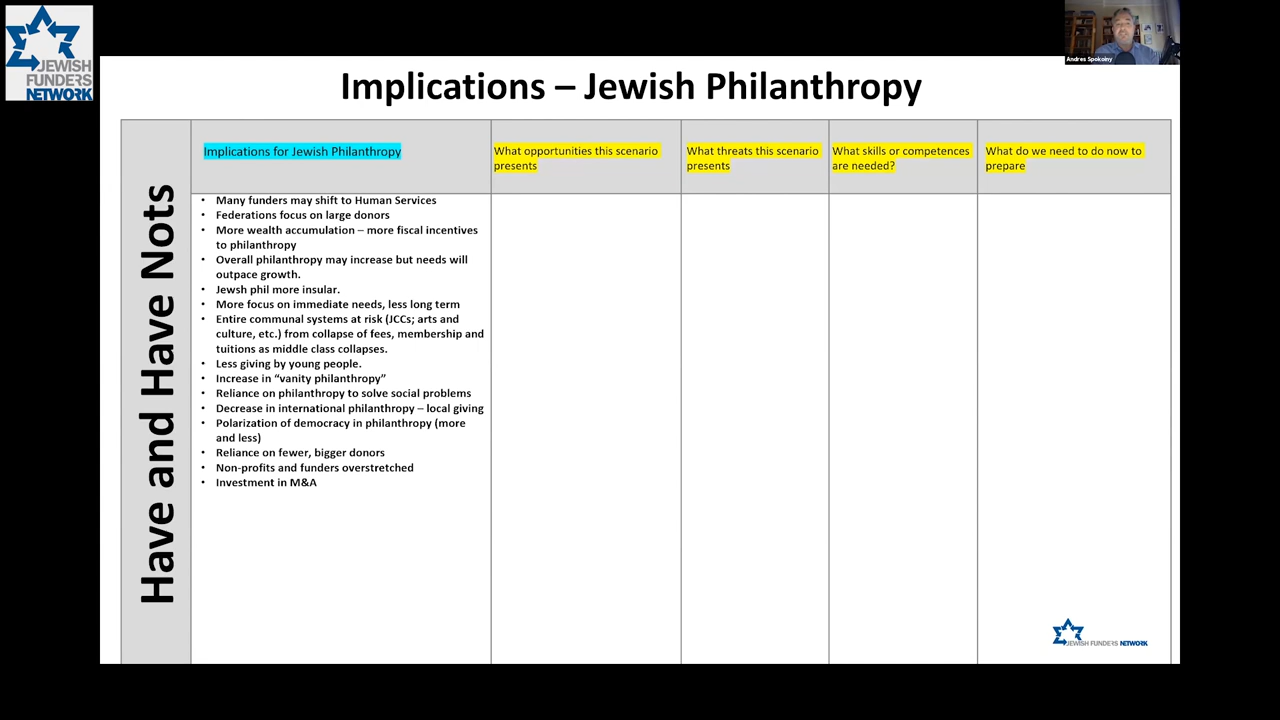 JEWISH
FUNDERS
NETWORK
Andres Spokoiny
Implications – Jewish Philanthropy
Have and Have Nots
Implications for Jewish Philanthropy
What opportunities this scenario
presents
What threats this scenario
presents
What skills or competences
are needed?
What do we need to do now to
prepare
• Many funders may shift to Human Services
• Federations focus on large donors
• More wealth accumulation – more fiscal incentives
to philanthropy
• Overall philanthropy may increase but needs will
outpace growth.
• Jewsh phil more insular.
• More focus on immediate needs, less long term
• Entire communal systems at risk (JCCs; arts and
culture, etc.) from collapse of fees, membership and
tuitions as middle class collapses.
• Less giving by young people.
• Increase in “vanity philanthropy”
• Reliance on philanthropy to solve social problems
• Decrease in international philanthropy – local giving
• Polarization of democracy in philanthropy (more
and less)
• Reliance on fewer, bigger donors
• Non-profits and funders overstretched
• Investment in M&A
JEWISH FUNDERS NETWORK